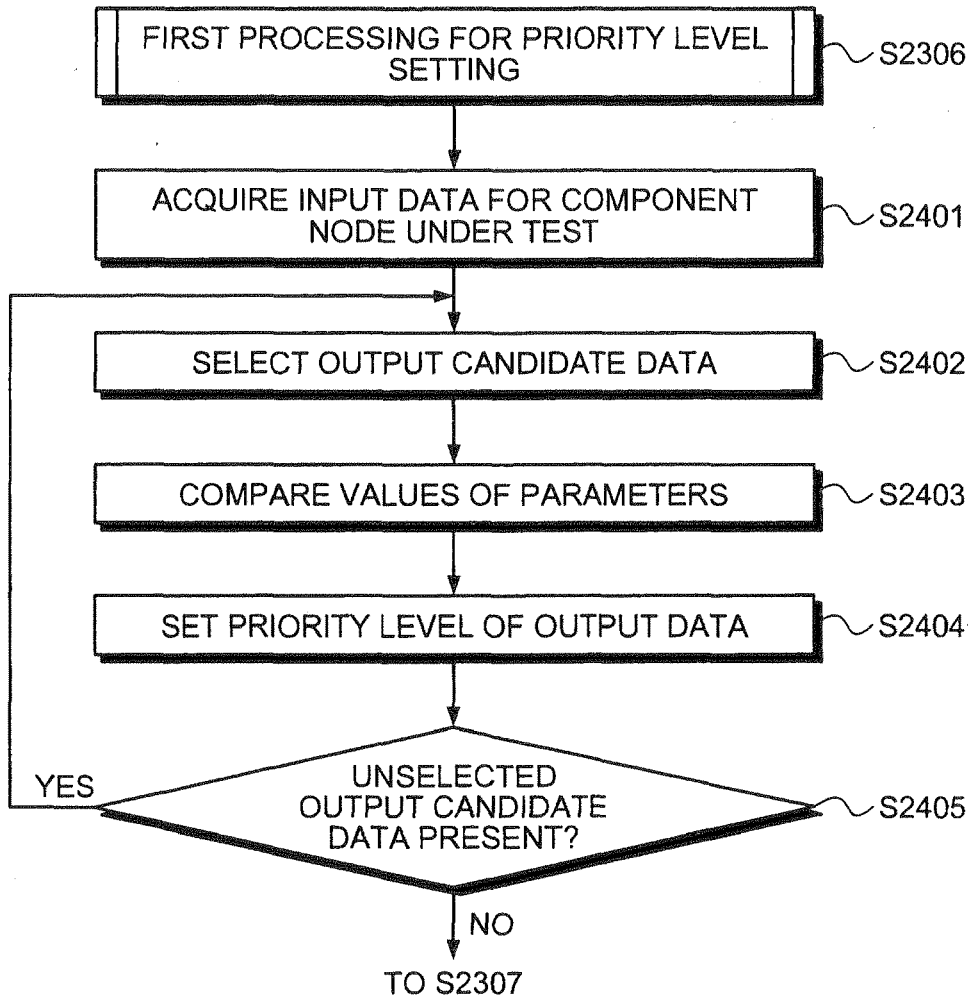 FIRST PROCESSING FOR PRIORITY LEVEL
SETTING
S2306
ACQUIRE INPUT DATA FOR COMPONENT
NODE UNDER TEST
S2401
SELECT OUTPUT CANDIDATE DATA
S2402
COMPARE VALUES OF PARAMETERS
S2403
SET PRIORITY LEVEL OF OUTPUT DATA
S2404
YES
UNSELECTED
OUTPUT CANDIDATE
DATA PRESENT?
S2405
NO
TO S2307